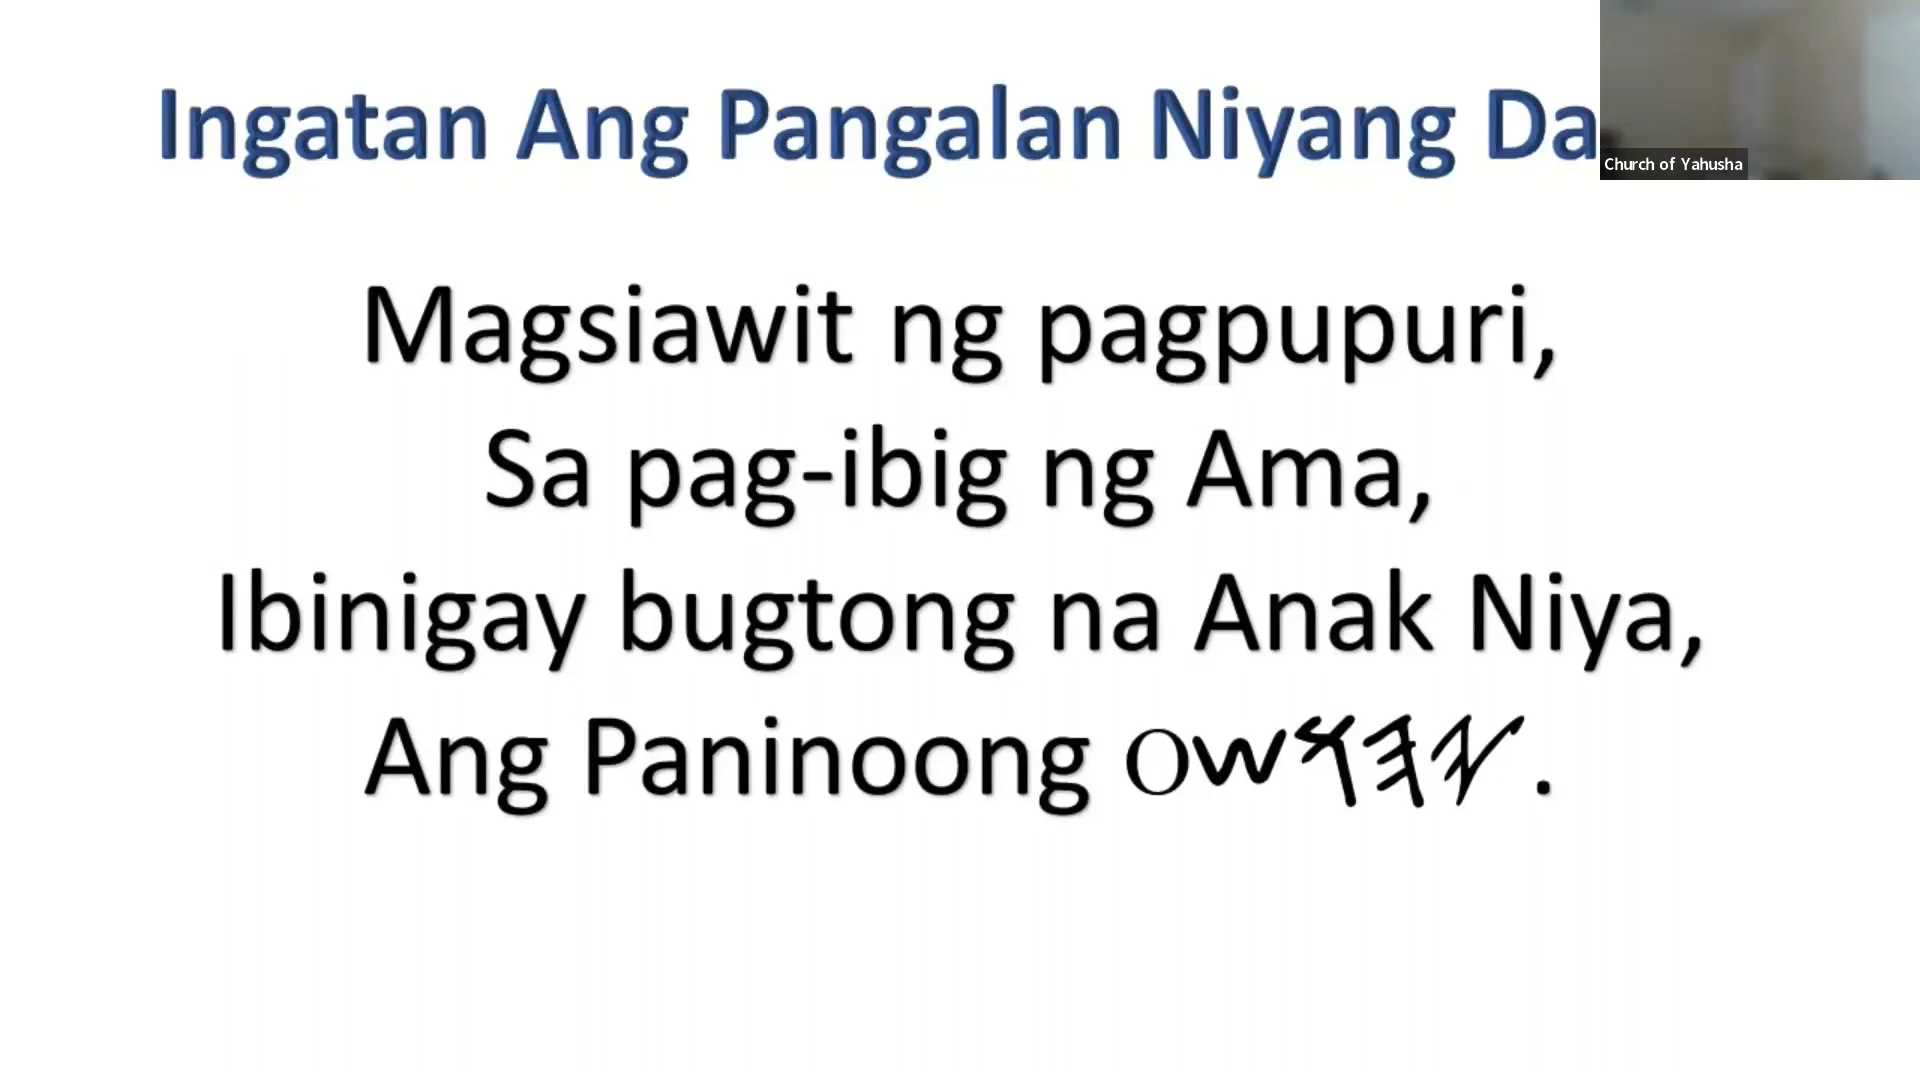 Ingatan Ang Pangalan Niyang Da
Church of Yahusha
Magsiawit ng pagpupuri,
Sa pag-ibig ng Ama,
Ibinigay bugtong na Anak Niya,
Ang Paninoong 𐤉𐤄𐤅𐤔𐤏.